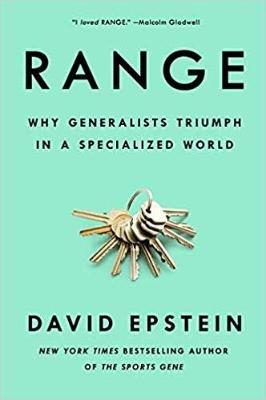 "I loved RANGE." —Malcolm Gladwell
RANGE
WHY GENERALISTS TRIUMPH
IN A SPECIALIZED WORLD
DAVID EPSTEIN
NEW YORK TIMES BESTSELLING AUTHOR
OF THE SPORTS GENE